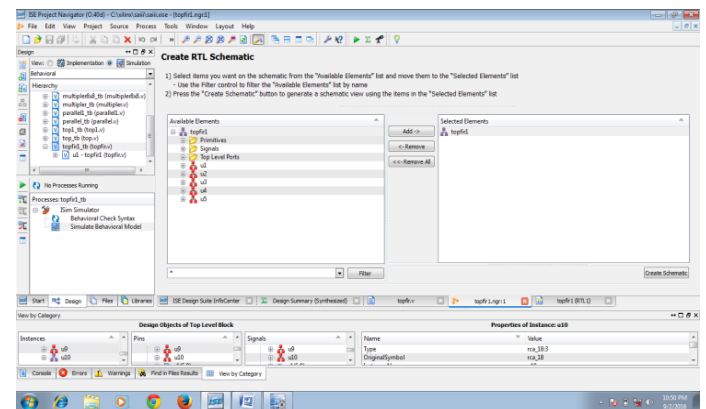 ISE Project Navigator (O.40d) - C:\xilinx\saiii\saiii.xise - [topfir1.ngr1]
File Edit View Project Source Process Tools Window Layout Help
Design
View: Implementation Simulation
Behavioral
Hierarchy
multiplier8x8_tb (multiplier8x8.v)
multiplier_tb (multiplier.v)
parallel1_tb (parallel1.v)
parallel_tb (parallel.v)
top1_tb (top1.v)
top_tb (top.v)
topfir1_tb (topfir.v)
u1 - topfir1 (topfir.v)
No Processes Running
Processes: topfir1_tb
ISim Simulator
Behavioral Check Syntax
Simulate Behavioral Model
Create RTL Schematic
1) Select items you want on the schematic from the "Available Elements" list and move them to the "Selected Elements" list
- Use the Filter control to filter the "Available Elements" list by name
2) Press the "Create Schematic" button to generate a schematic view using the items in the "Selected Elements" list
Available Elements
topfir1
Primitives
Signals
Top Level Ports
u1
u2
u3
u4
u5
Add ->
<- Remove
<<- Remove All
Selected Elements
topfir1
*
Filter
Create Schematic
Start Design Files Libraries ISE Design Suite InfoCenter Design Summary (Synthesized) topfir.v topfir1.ngr:1 topfir1 (RTL1)
View by Category
Design Objects of Top Level Block Properties of Instance: u10
Instances Pins Signals Name Value
u9 u9 u9 Type rca_18:3
u10 u10 u10 OriginalSymbol rca_18
Console Errors Warnings Find in Files Results View by Category
10:58 PM
9/2/2016